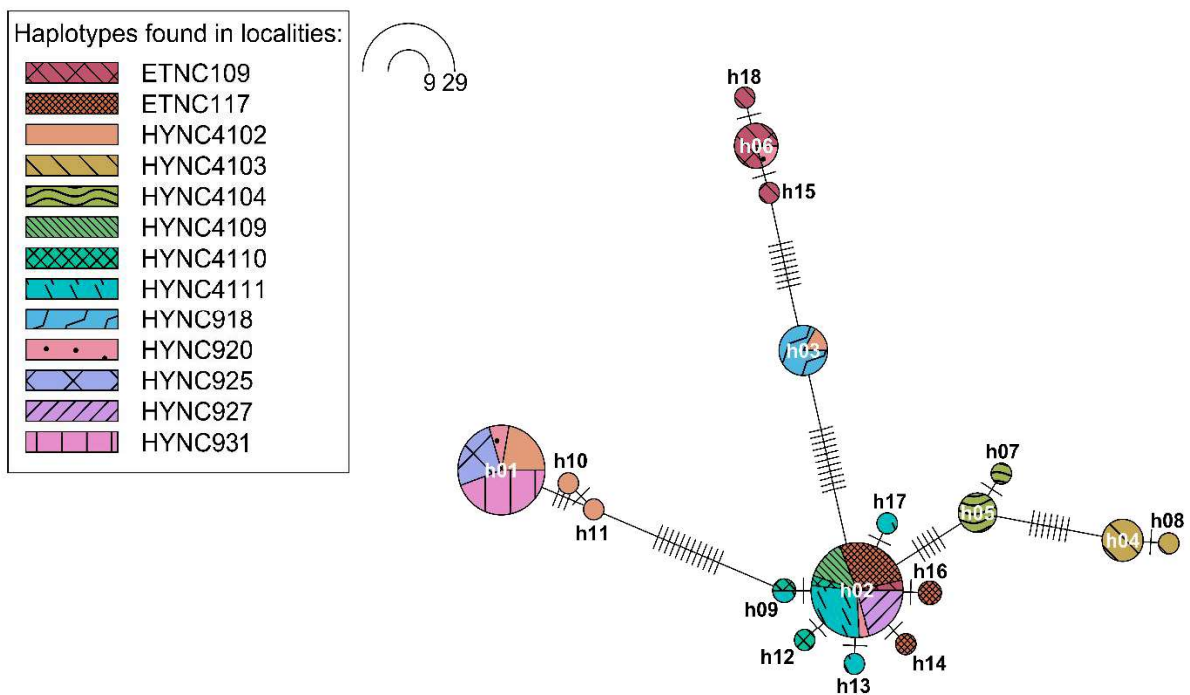 Haplotypes found in localities:
ETNC109
ETNC117
HYNC4102
HYNC4103
HYNC4104
HYNC4109
HYNC4110
HYNC4111
HYNC918
HYNC920
HYNC925
HYNC927
HYNC931
9 29
h18
h06
h15
h03
h01
h10
h11
h07
h05
h17
h04
h08
h02
h16
h09
h12
h14
h13